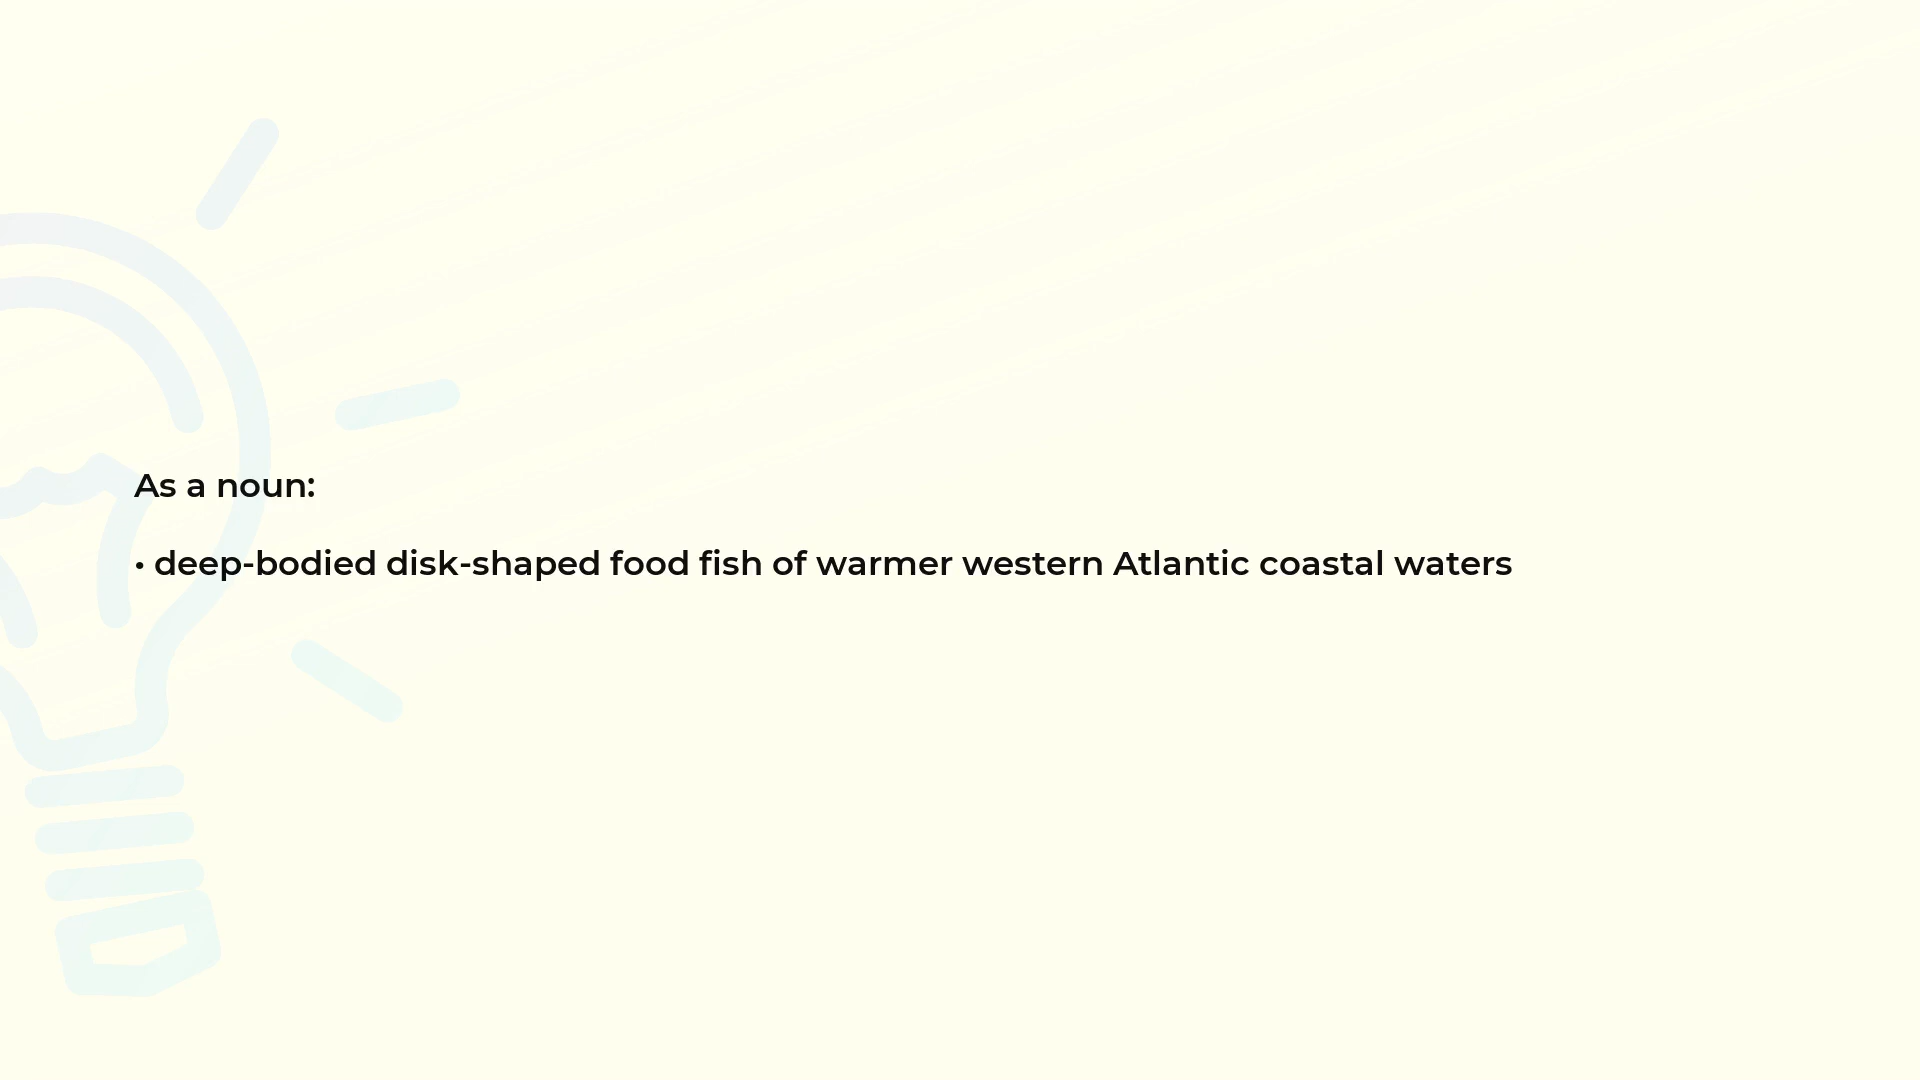 As a noun:
• deep-bodied disk-shaped food fish of warmer western Atlantic coastal waters